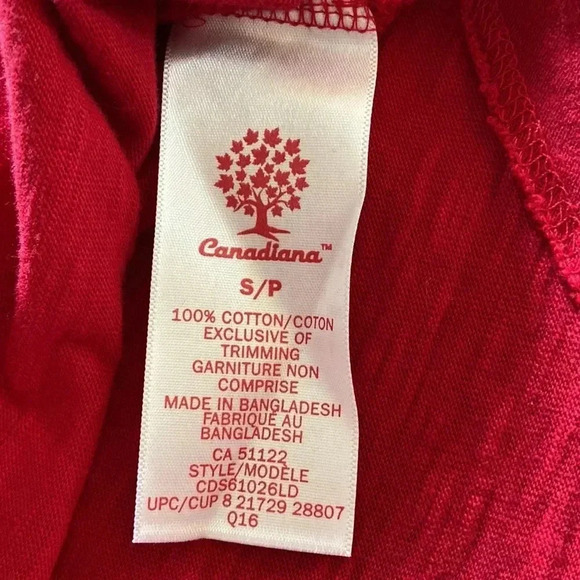 Canadiana™
S/P
100% COTTON/COTON
EXCLUSIVE OF
TRIMMING
GARNITURE NON
COMPRISE
MADE IN BANGLADESH
FABRIQUÉ AU
BANGLADESH
CA 51122
STYLE/MODÈLE
CDS61026LD
UPC/CUP 8 21729 28807
Q16